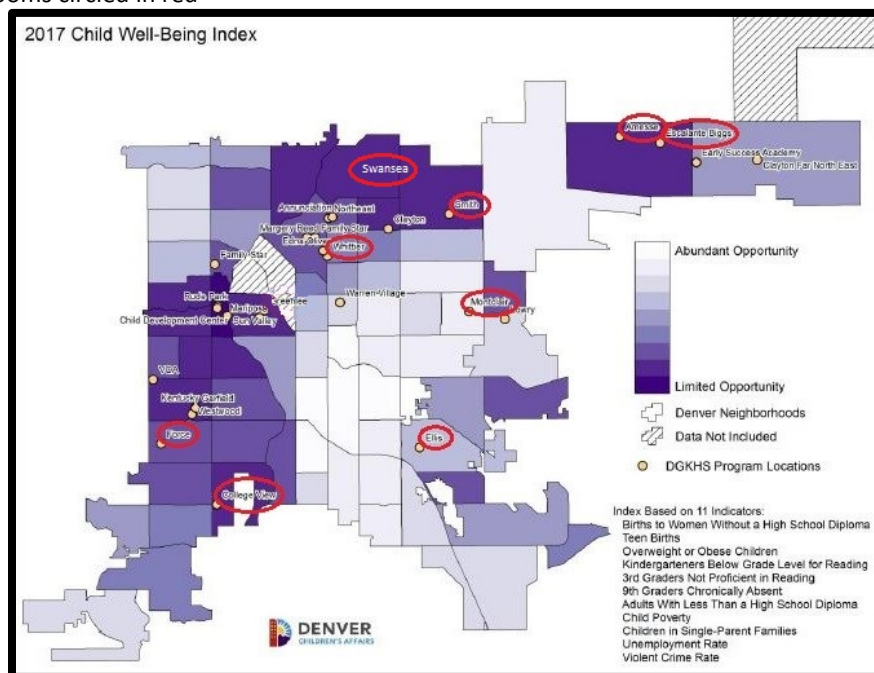 ooms circled in red
2017 Child Well-Being Index
Amesse
Escalante Biggs
Early Success Academy
Clayton Far North East
Swansea
Smith
Annunciation Northeast
Clayton
Margery Reed Family Star
Edna Oliver
Whittier
Family Star
Abundant Opportunity
Warren Village
Montclair
Lowry
Rude Park
Mariposa
Child Development Center
Sun Valley
VOA
Limited Opportunity
Kentucky Garfield
Westwood
Denver Neighborhoods
Data Not Included
Force
Ellis
DGKHS Program Locations
College View
Index Based on 11 Indicators:
Births to Women Without a High School Diploma
Teen Births
Overweight or Obese Children
Kindergarteners Below Grade Level for Reading
3rd Graders Not Proficient in Reading
9th Graders Chronically Absent
Adults With Less Than a High School Diploma
Child Poverty
Children in Single-Parent Families
Unemployment Rate
Violent Crime Rate
DENVER
CHILDREN'S AFFAIRS